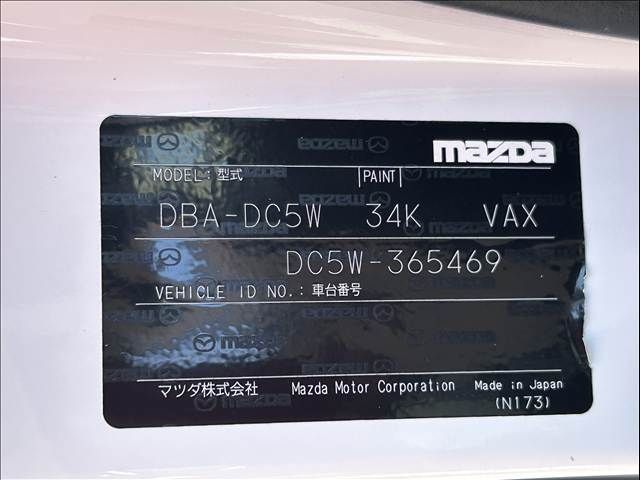 mazda
MODEL:型式 PAINT
DBA-DC5W 34K VAX
DC5W-365469
VEHICLE ID NO.:車台番号
マツダ株式会社 Mazda Motor Corporation Made in Japan
(N173)